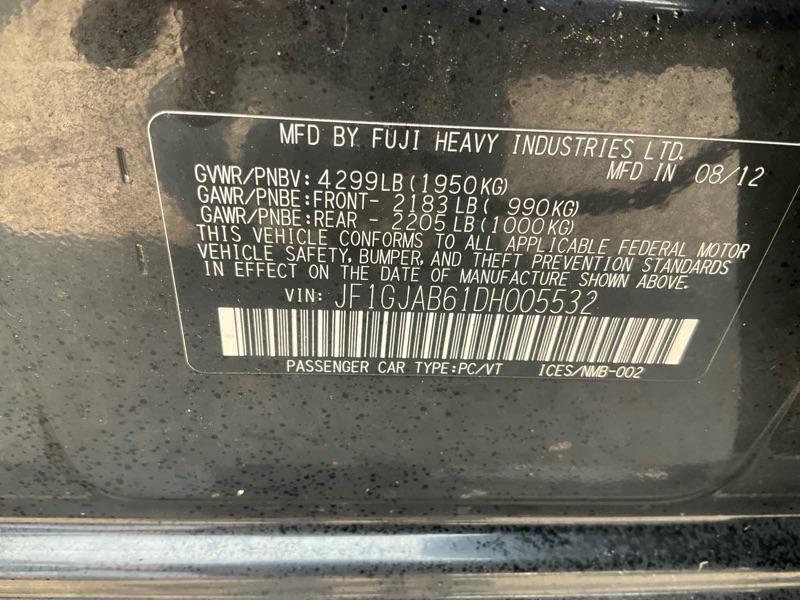 MFD BY FUJI HEAVY INDUSTRIES LTD.
MFD IN 08/12
GVWR/PNBV: 4299LB(1950KG)
GAWR/PNBE:FRONT- 2183LB( 990KG)
GAWR/PNBE:REAR - 2205LB(1000KG)
THIS VEHICLE CONFORMS TO ALL APPLICABLE FEDERAL MOTOR
VEHICLE SAFETY, BUMPER, AND THEFT PREVENTION STANDARDS
IN EFFECT ON THE DATE OF MANUFACTURE SHOWN ABOVE.
VIN: JF1GJAB61DH005532
PASSENGER CAR TYPE:PC/VT ICES/NMB-002